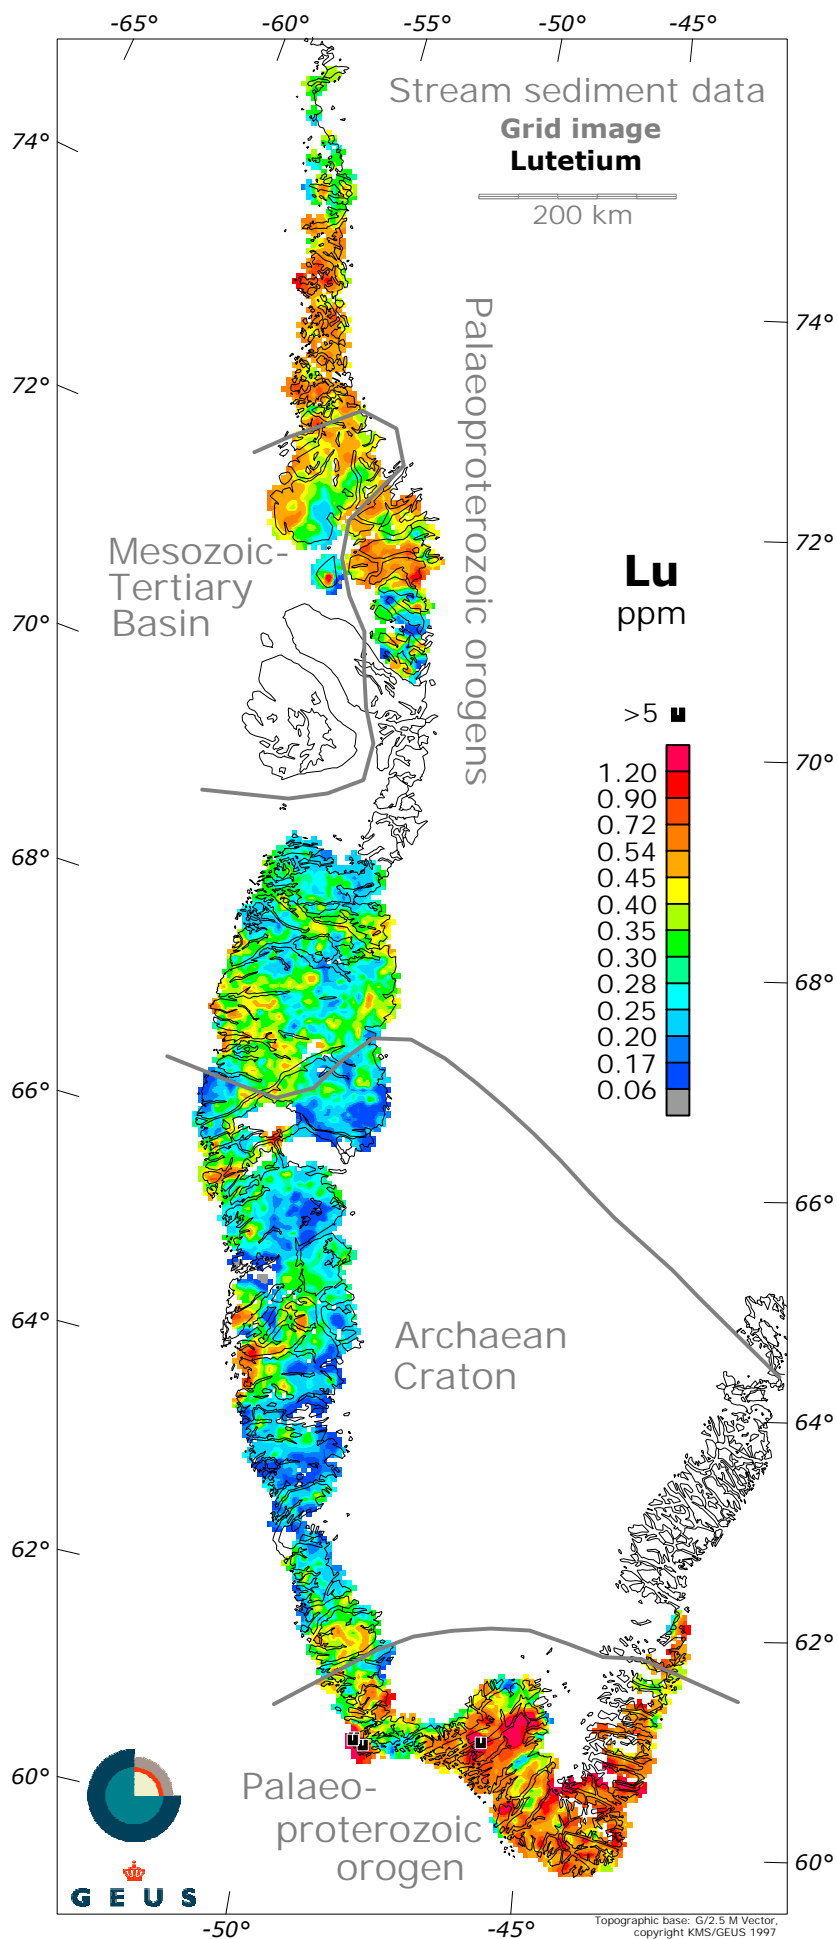 -65° -60° -55° -50° -45°
Stream sediment data
Grid image
Lutetium
200 km
74°
74°
72°
72°
Palaeoproterozoic orogens
Mesozoic-
Tertiary
Basin
Lu
ppm
70°
70°
>5
1.20
0.90
0.72
0.54
0.45
0.40
0.35
0.30
0.28
0.25
0.20
0.17
0.06
68°
68°
66°
66°
64°
64°
Archaean
Craton
62°
62°
60°
60°
Palaeo-
proterozoic
orogen
G E U S
-50° -45°
Topographic base: G/2.5 M Vector,
copyright KMS/GEUS 1997